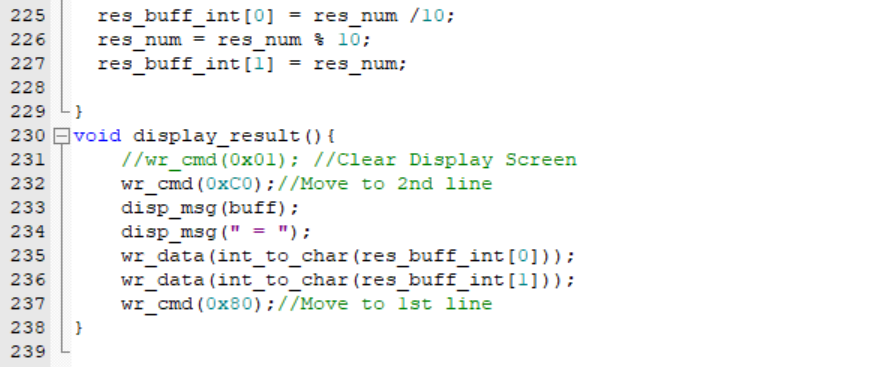 225 res_buff_int[0] = res_num /10;
226 res_num = res_num % 10;
227 res_buff_int[1] = res_num;
228
229 }
230 void display_result(){
231 //wr_cmd(0x01); //Clear Display Screen
232 wr_cmd(0xC0);//Move to 2nd line
233 disp_msg(buff);
234 disp_msg(" = ");
235 wr_data(int_to_char(res_buff_int[0]));
236 wr_data(int_to_char(res_buff_int[1]));
237 wr_cmd(0x80);//Move to 1st line
238 }
239